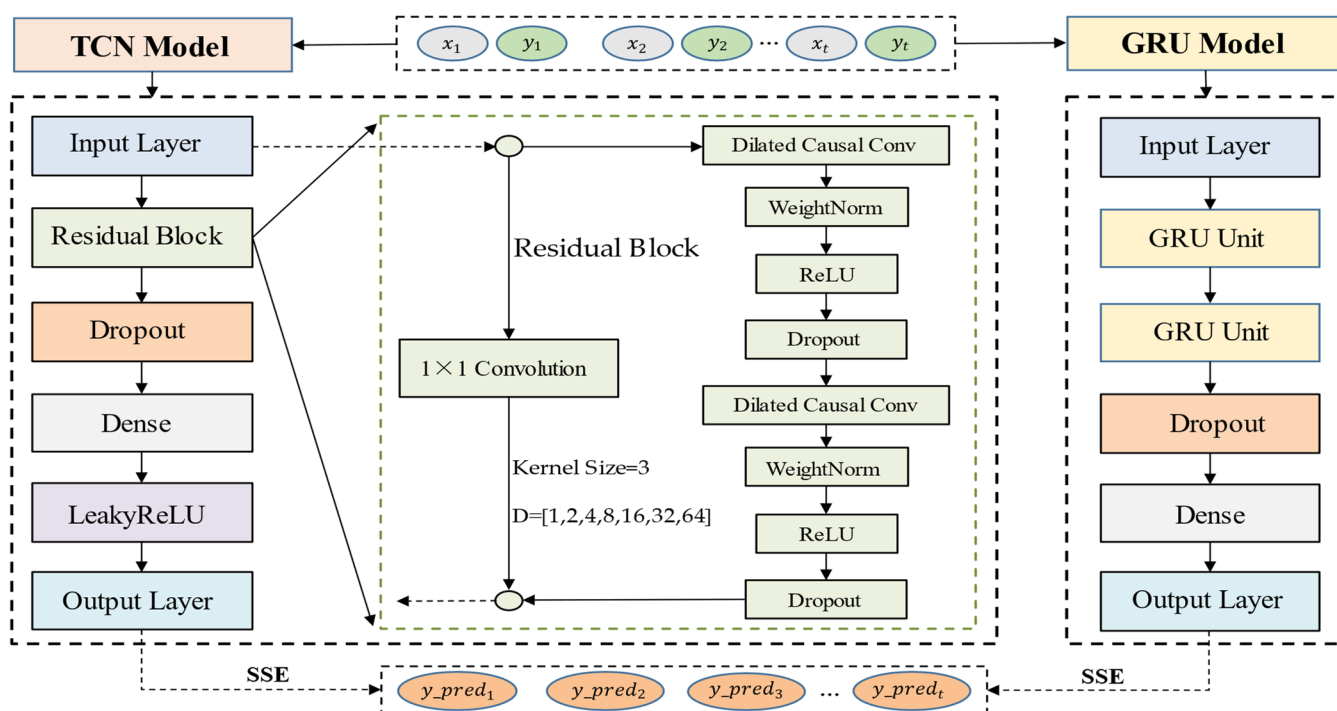 TCN Model
x₁ y₁ x₂ y₂ ... xₜ yₜ
GRU Model
Input Layer
Residual Block
Dropout
Dense
LeakyReLU
Output Layer
Residual Block
1×1 Convolution
Kernel Size=3
D=[1,2,4,8,16,32,64]
Dilated Causal Conv
WeightNorm
ReLU
Dropout
Dilated Causal Conv
WeightNorm
ReLU
Dropout
Input Layer
GRU Unit
GRU Unit
Dropout
Dense
Output Layer
SSE
y_pred₁ y_pred₂ y_pred₃ ... y_predₜ
SSE